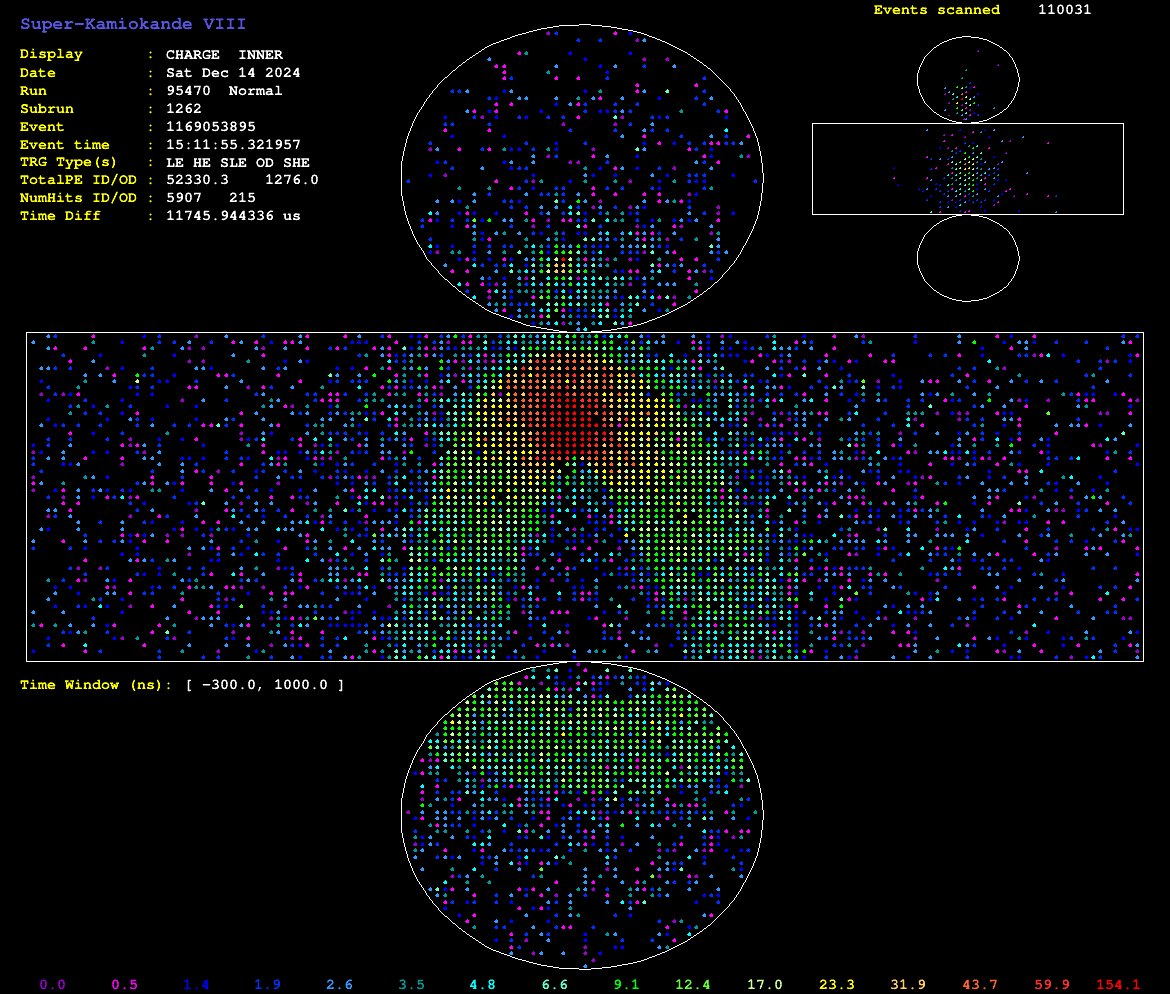 Super-Kamiokande VIII
Events scanned 110031
Display : CHARGE INNER
Date : Sat Dec 14 2024
Run : 95470 Normal
Subrun : 1262
Event : 1169053895
Event time : 15:11:55.321957
TRG Type(s) : LE HE SLE OD SHE
TotalPE ID/OD : 52330.3 1276.0
NumHits ID/OD : 5907 215
Time Diff : 11745.944336 us
Time Window (ns): [ -300.0, 1000.0 ]
0.0 0.5 1.4 1.9 2.6 3.5 4.8 6.6 9.1 12.4 17.0 23.3 31.9 43.7 59.9 154.1